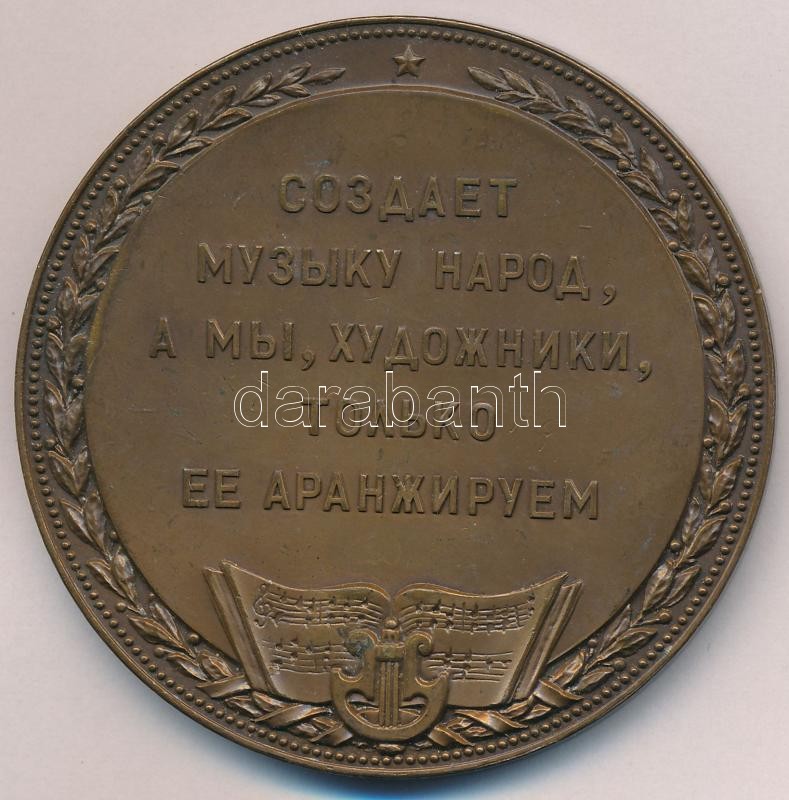 СОЗДАЕТ
МУЗЫКУ НАРОД,
А МЫ, ХУДОЖНИКИ,
darabanth
ТОЛЬКО
ЕЕ АРАНЖИРУЕМ